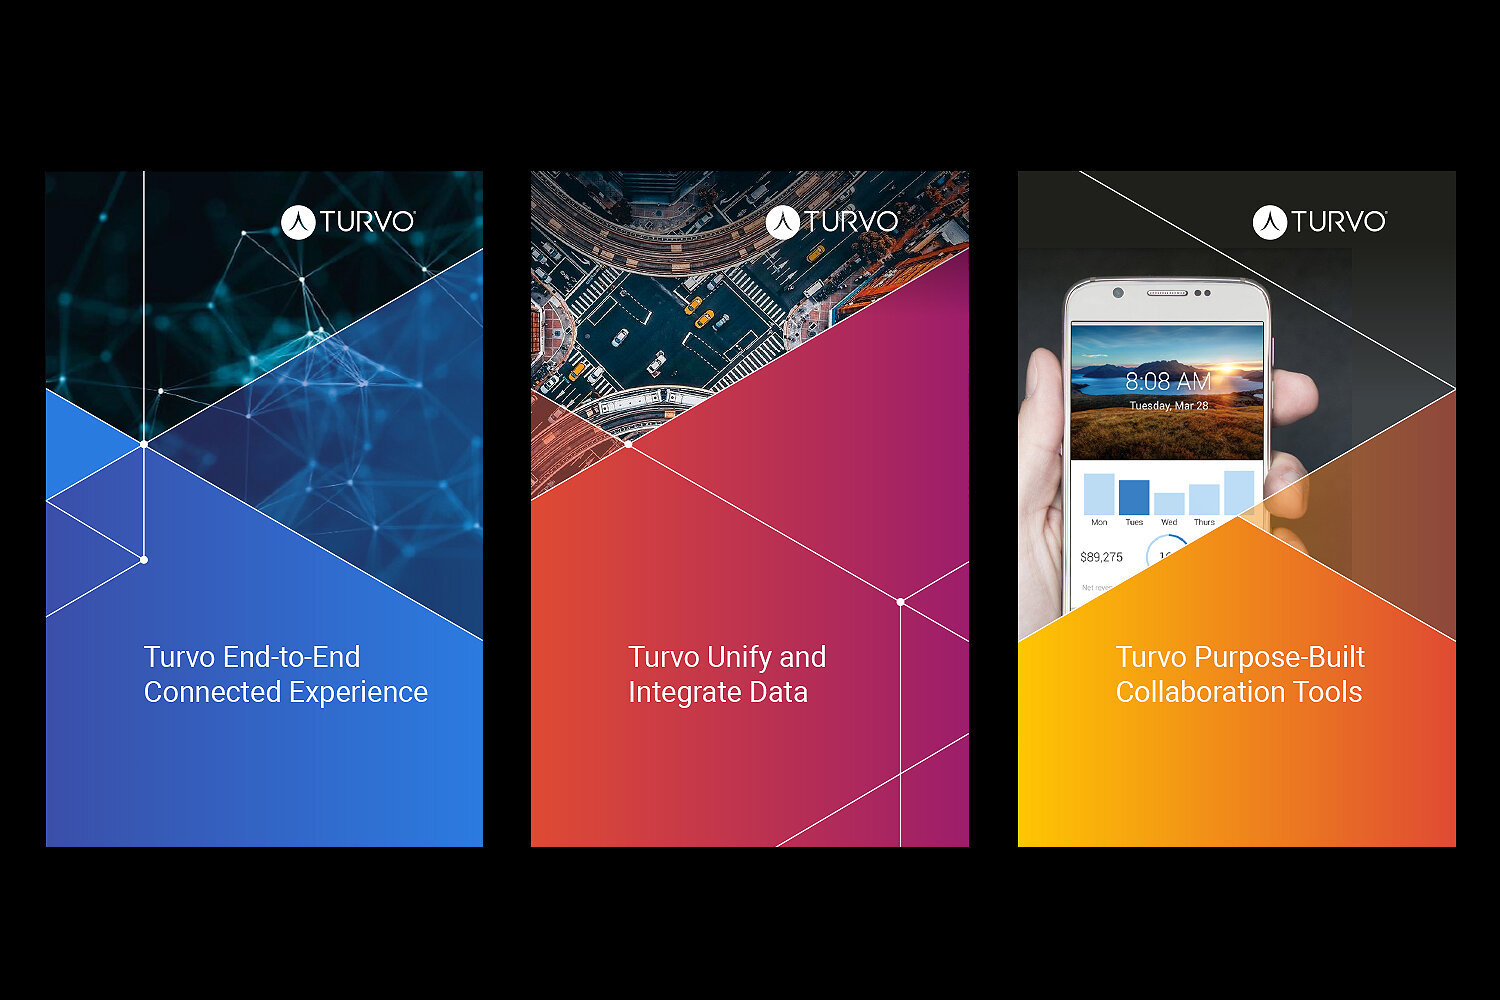 TURVO®
Turvo End-to-End
Connected Experience
TURVO®
Turvo Unify and
Integrate Data
TURVO®
8:08 AM
Tuesday, Mar 28
Mon Tues Wed Thurs
$89,275
Net
Turvo Purpose-Built
Collaboration Tools